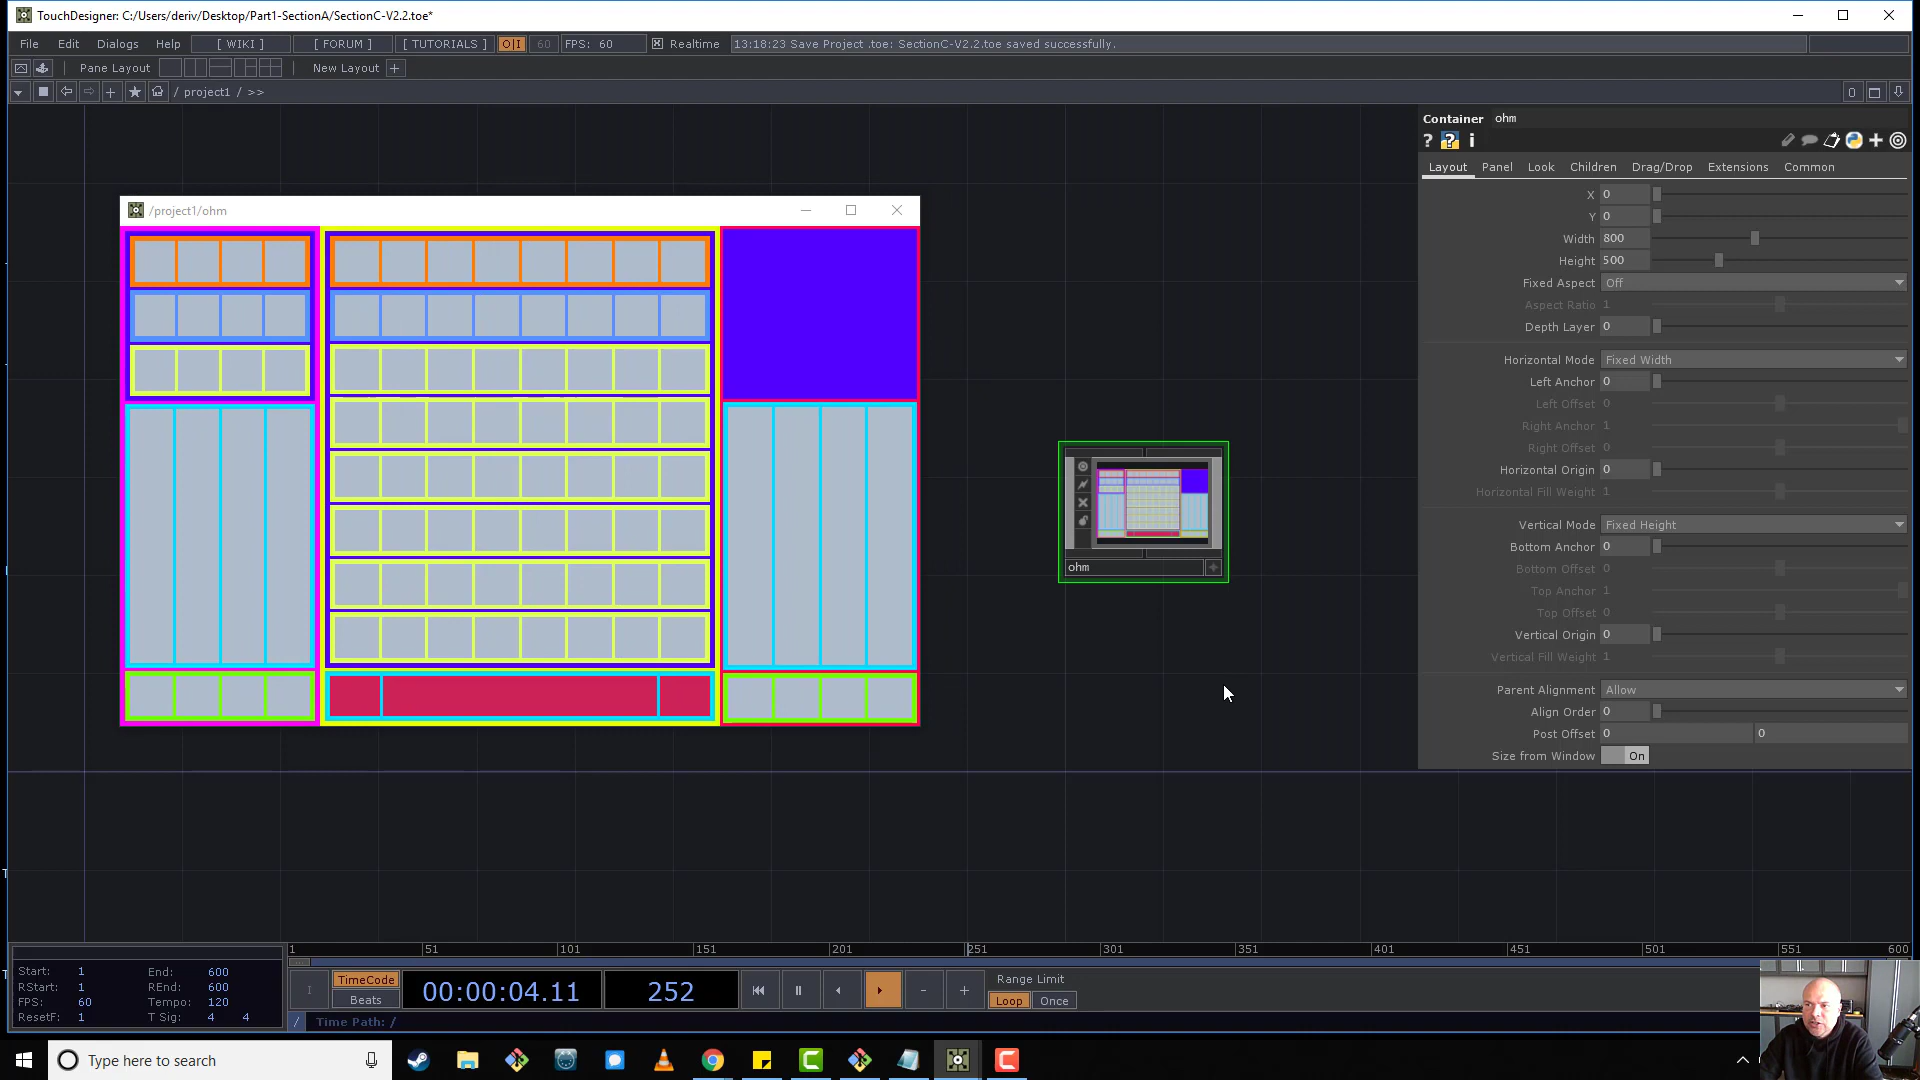 TouchDesigner: C:/Users/deriv/Desktop/Part1-SectionA/SectionC-V2.2.toe*
File Edit Dialogs Help [ WIKI ] [ FORUM ] [ TUTORIALS ] O|I 60 FPS: 60 Realtime 13:18:23 Save Project .toe: SectionC-V2.2.toe saved successfully.
Pane Layout New Layout +
/ project1 / >> 0
Container ohm
? ? i
Layout Panel Look Children Drag/Drop Extensions Common
X 0
Y 0
Width 800
Height 500
Fixed Aspect Off
Aspect Ratio 1
Depth Layer 0
Horizontal Mode Fixed Width
Left Anchor 0
Left Offset 0
Right Anchor 1
Right Offset 0
Horizontal Origin 0
Horizontal Fill Weight 1
Vertical Mode Fixed Height
Bottom Anchor 0
Bottom Offset 0
Top Anchor 1
Top Offset 0
Vertical Origin 0
Vertical Fill Weight 1
Parent Alignment Allow
Align Order 0
Post Offset 0 0
Size from Window On
/project1/ohm
ohm
1 51 101 151 201 251 301 351 401 451 501 551 600
Start: 1 End: 600
RStart: 1 REnd: 600
FPS: 60 Tempo: 120
ResetF: 1 T Sig: 4 4
TimeCode
Beats
00:00:04.11
252
Range Limit
Loop Once
/ Time Path: /
Type here to search